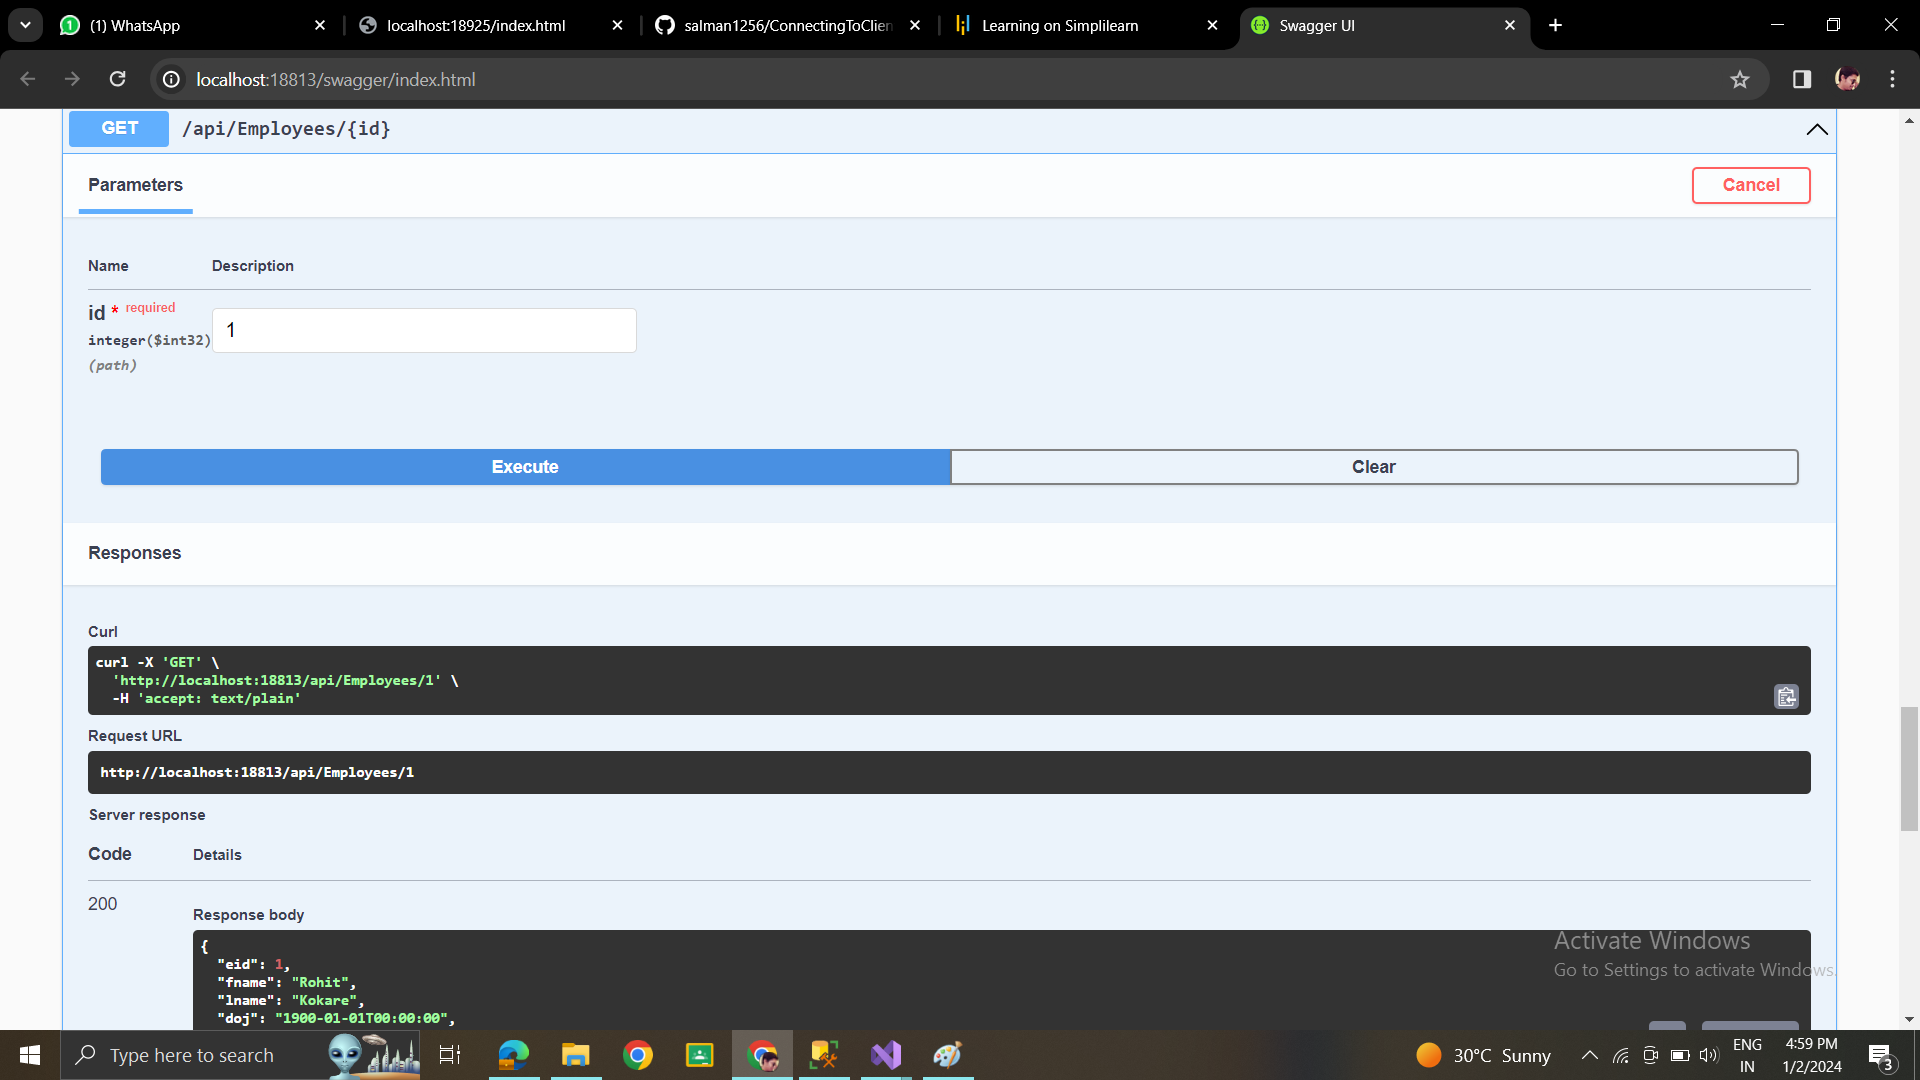 (1) WhatsApp
localhost:18925/index.html
salman1256/ConnectingToClien
Learning on Simplilearn
Swagger UI
localhost:18813/swagger/index.html
GET /api/Employees/{id}
Parameters
Cancel
Name Description
id * required
integer($int32)
(path)
1
Execute
Clear
Responses
Curl
curl -X 'GET' \
'http://localhost:18813/api/Employees/1' \
-H 'accept: text/plain'
Request URL
http://localhost:18813/api/Employees/1
Server response
Code Details
200
Response body
{
"eid": 1,
"fname": "Rohit",
"lname": "Kokare",
"doj": "1900-01-01T00:00:00",
Activate Windows
Go to Settings to activate Windows.
Type here to search
30°C Sunny
ENG
IN
4:59 PM
1/2/2024
3